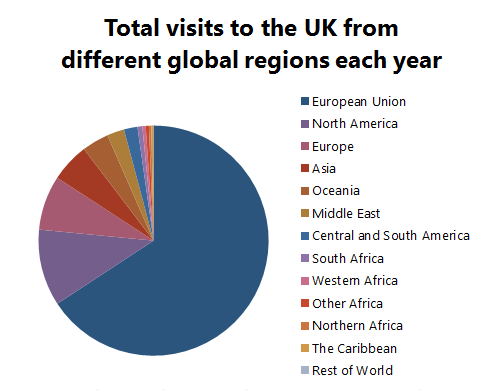 Total visits to the UK from
different global regions each year
European Union
North America
Europe
Asia
Oceania
Middle East
Central and South America
South Africa
Western Africa
Other Africa
Northern Africa
The Caribbean
Rest of World